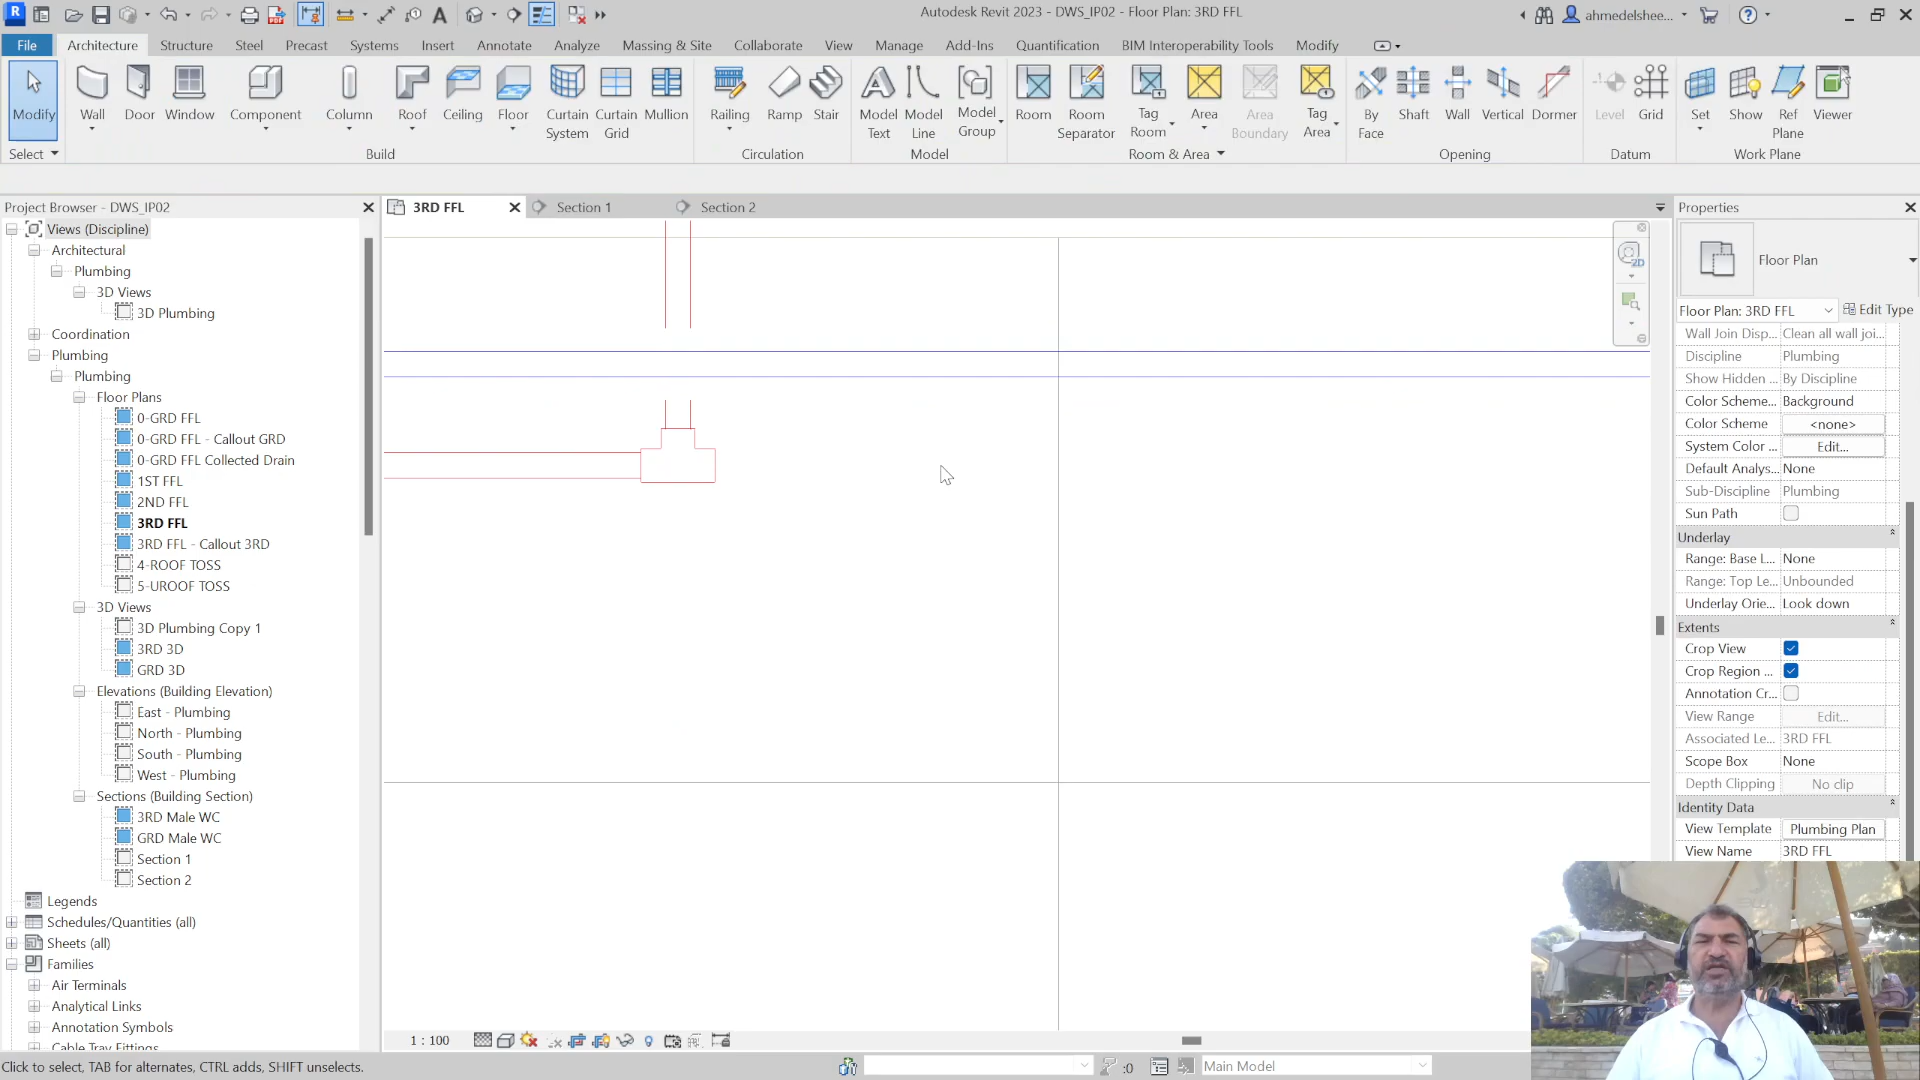 Autodesk Revit 2023 - DWS_IP02 - Floor Plan: 3RD FFL
ahmedelshee...
File Architecture Structure Steel Precast Systems Insert Annotate Analyze Massing & Site Collaborate View Manage Add-Ins Quantification BIM Interoperability Tools Modify
Modify Wall Door Window Component Column Roof Ceiling Floor Curtain System Curtain Grid Mullion Railing Ramp Stair Model Text Model Line Model Group Room Room Separator Tag Room Area Area Boundary Tag Area By Face Shaft Wall Vertical Dormer Level Grid Set Show Ref Plane Viewer
Select Build Circulation Model Room & Area Opening Datum Work Plane
Project Browser - DWS_IP02
Views (Discipline)
Architectural
Plumbing
3D Views
3D Plumbing
Coordination
Plumbing
Plumbing
Floor Plans
0-GRD FFL
0-GRD FFL - Callout GRD
0-GRD FFL Collected Drain
1ST FFL
2ND FFL
3RD FFL
3RD FFL - Callout 3RD
4-ROOF TOSS
5-UROOF TOSS
3D Views
3D Plumbing Copy 1
3RD 3D
GRD 3D
Elevations (Building Elevation)
East - Plumbing
North - Plumbing
South - Plumbing
West - Plumbing
Sections (Building Section)
3RD Male WC
GRD Male WC
Section 1
Section 2
Legends
Schedules/Quantities (all)
Sheets (all)
Families
Air Terminals
Analytical Links
Annotation Symbols
Cable Tray Fittings
3RD FFL Section 1 Section 2
2D
Properties
Floor Plan
Floor Plan: 3RD FFL Edit Type
Wall Join Disp... Clean all wall joi...
Discipline Plumbing
Show Hidden ... By Discipline
Color Scheme... Background
Color Scheme <none>
System Color ... Edit...
Default Analys... None
Sub-Discipline Plumbing
Sun Path
Underlay
Range: Base L... None
Range: Top Le... Unbounded
Underlay Orie... Look down
Extents
Crop View
Crop Region ...
Annotation Cr...
View Range Edit...
Associated Le... 3RD FFL
Scope Box None
Depth Clipping No clip
Identity Data
View Template Plumbing Plan
View Name 3RD FFL
1 : 100
Click to select, TAB for alternates, CTRL adds, SHIFT unselects.
:0 Main Model